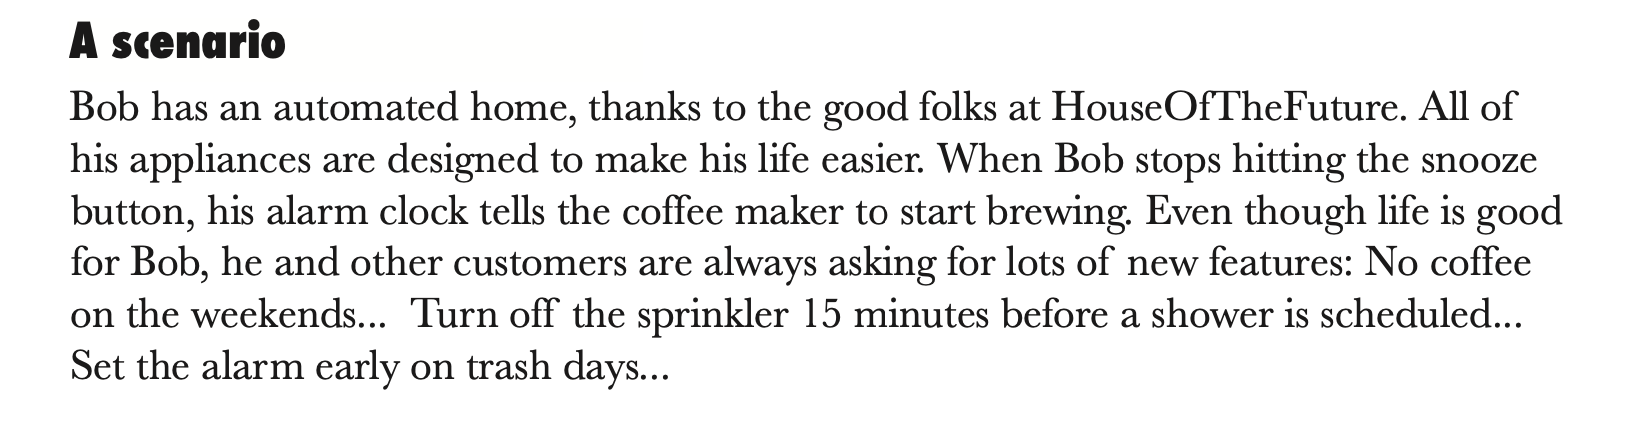 A scenario
Bob has an automated home, thanks to the good folks at HouseOfTheFuture. All of
his appliances are designed to make his life easier. When Bob stops hitting the snooze
button, his alarm clock tells the coffee maker to start brewing. Even though life is good
for Bob, he and other customers are always asking for lots of new features: No coffee
on the weekends... Turn off the sprinkler 15 minutes before a shower is scheduled...
Set the alarm early on trash days...